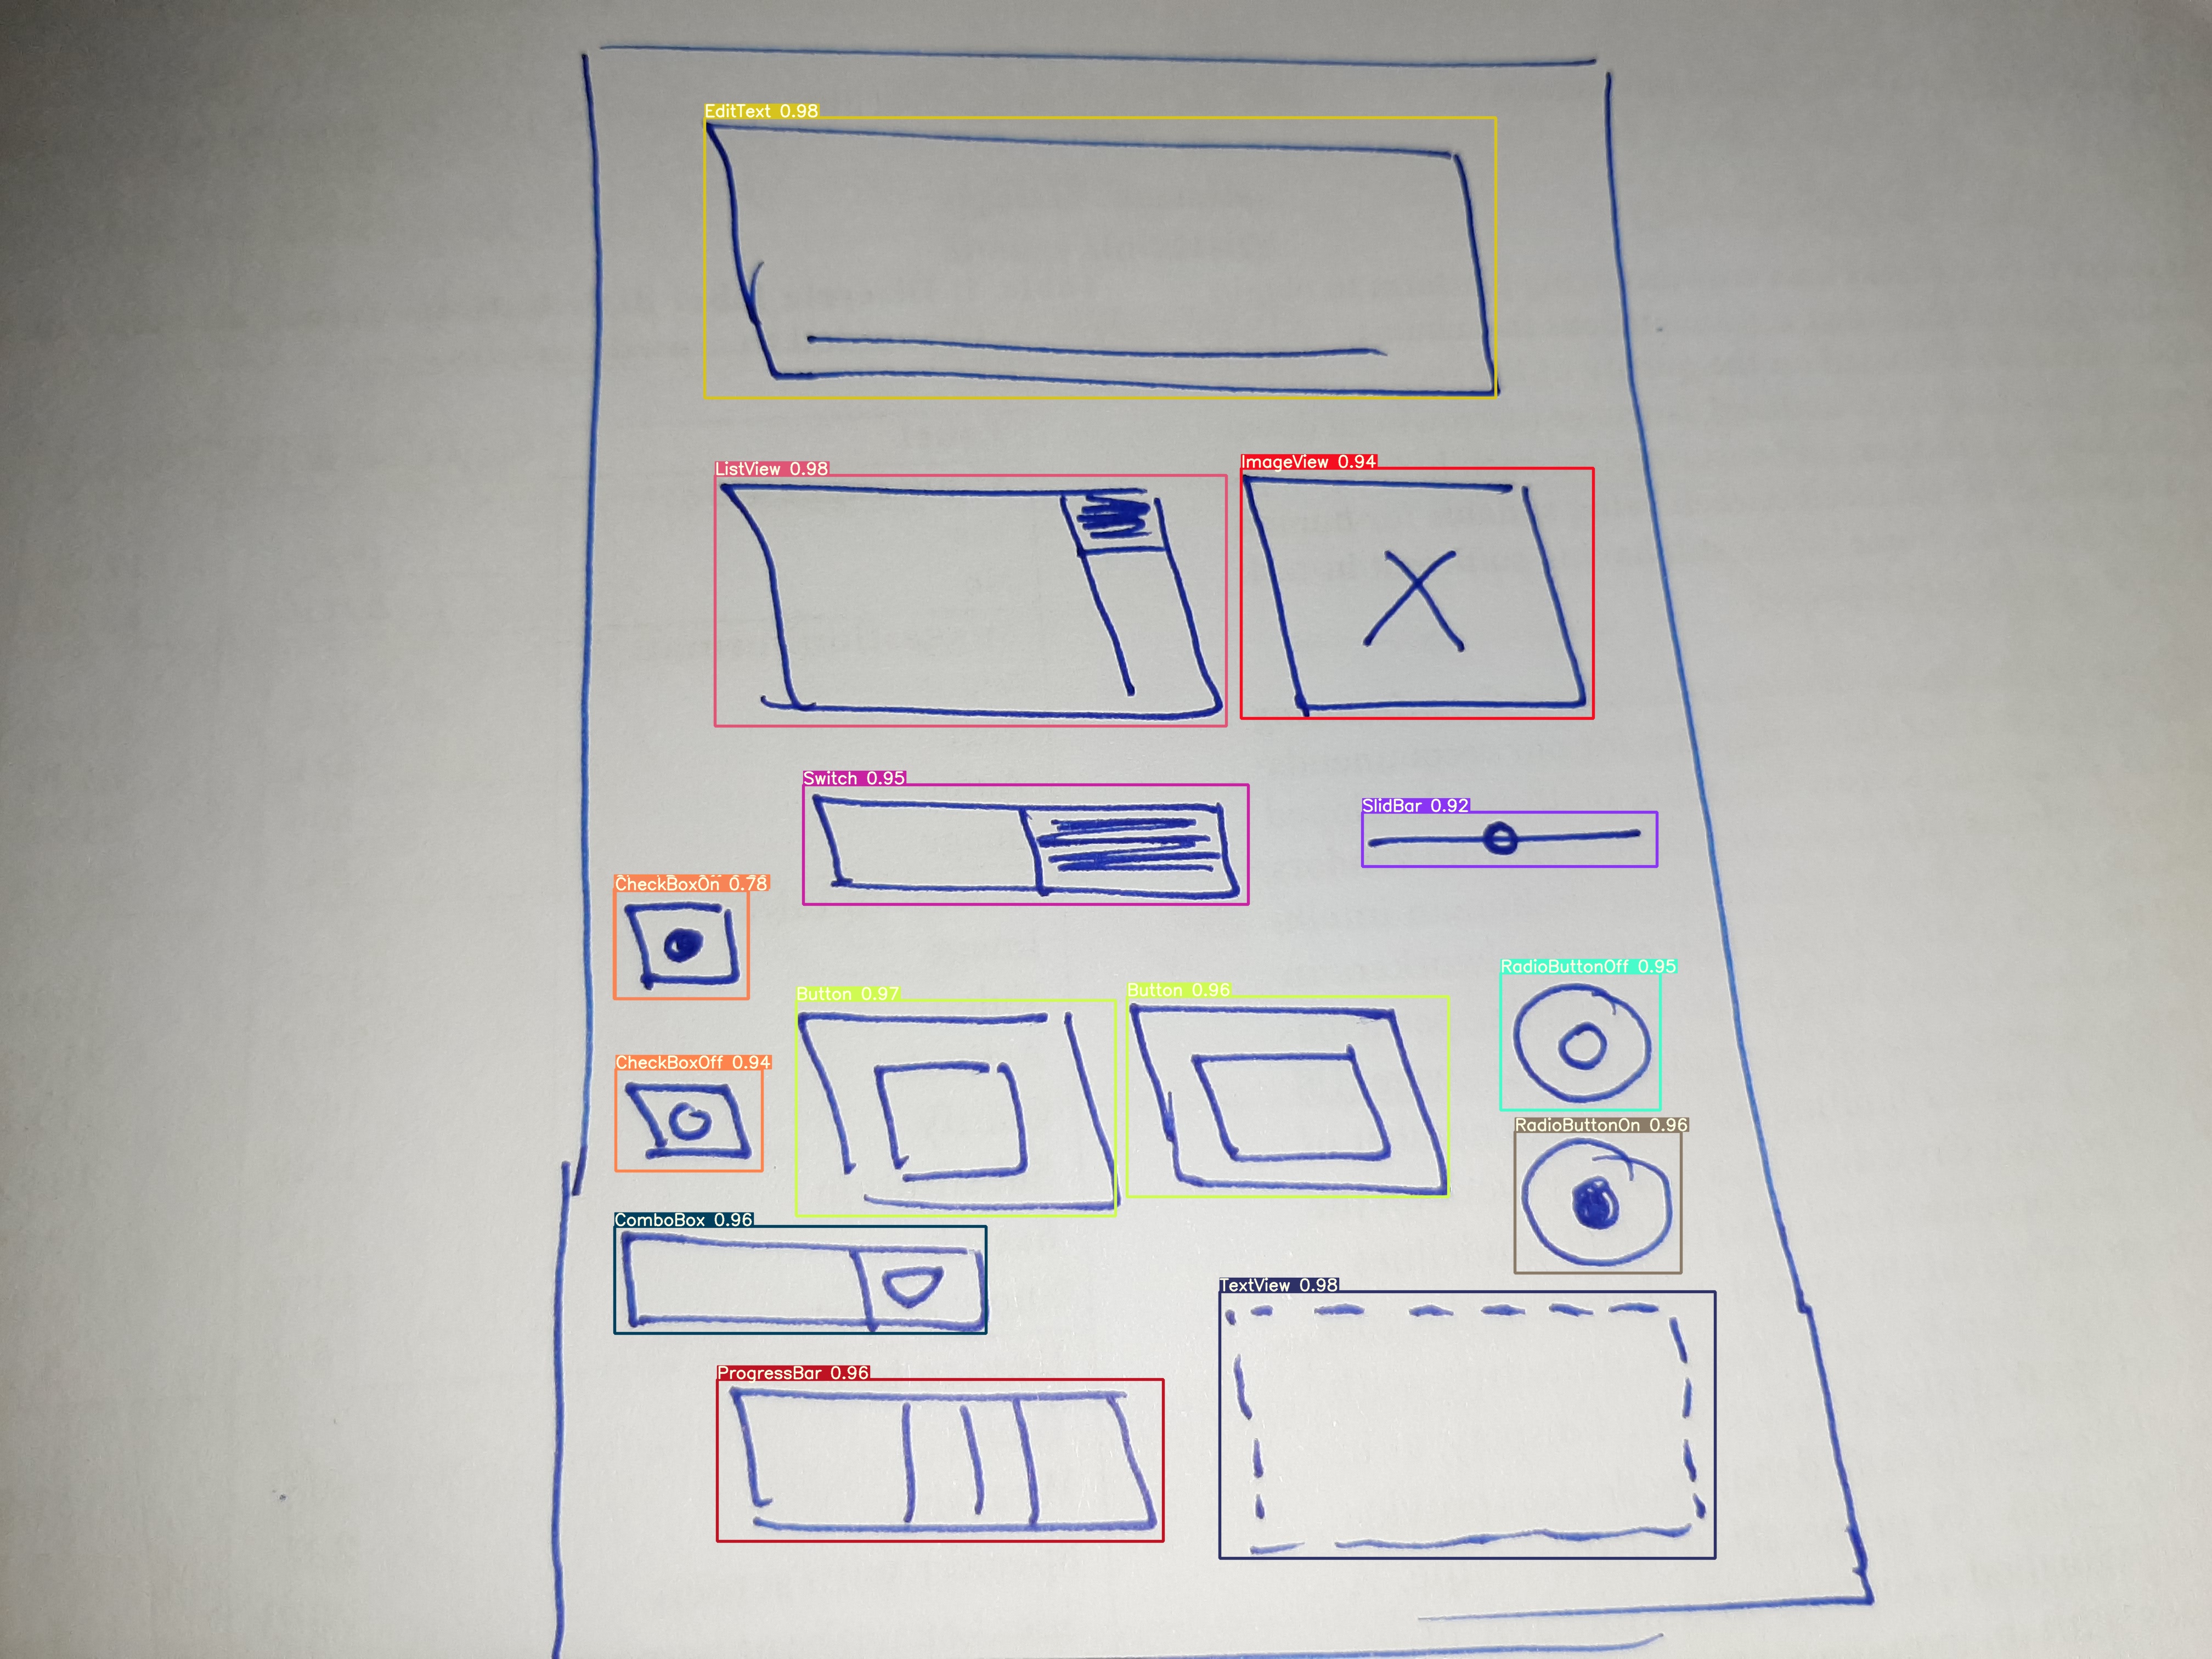 EditText 0.98
ListView 0.98
ImageView 0.94
Switch 0.95
SlidBar 0.92
CheckBoxOn 0.78
RadioButtonOff 0.95
Button 0.97
Button 0.96
CheckBoxOff 0.94
RadioButtonOn 0.96
ComboBox 0.96
TextView 0.98
ProgressBar 0.96